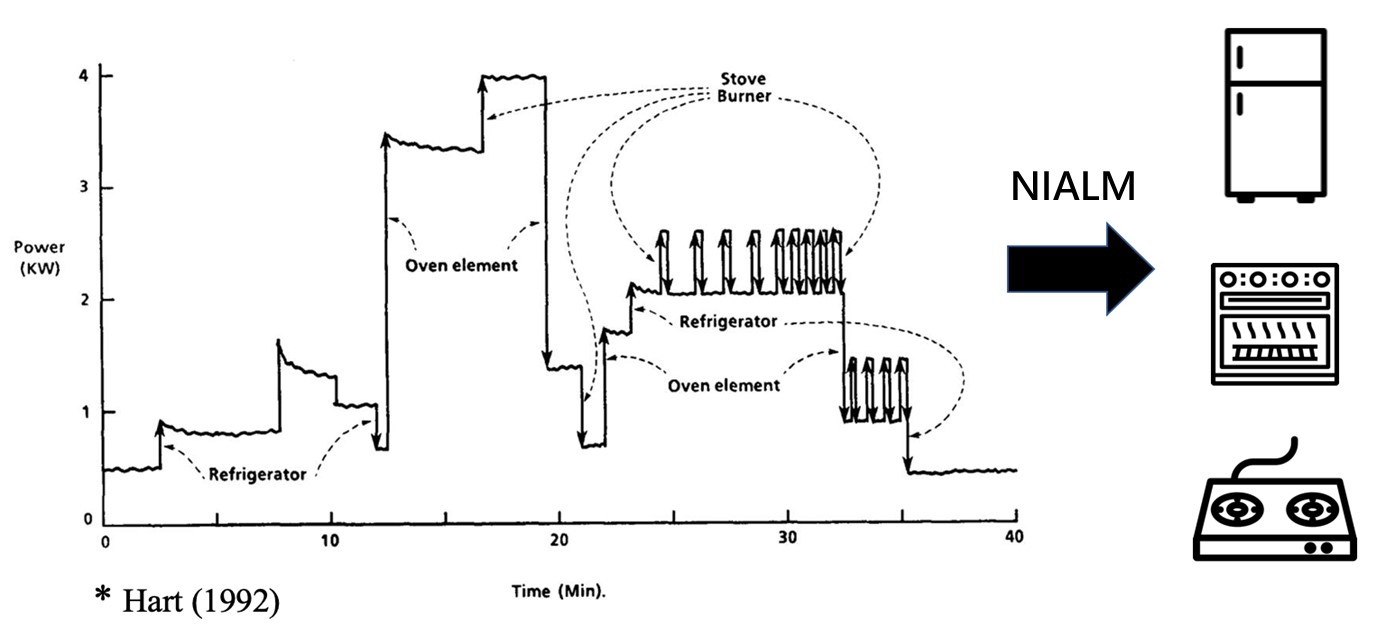 4
Stove
Burner
3
NIALM
Power
(KW)
Oven element
2
Refrigerator
Oven element
1
Refrigerator
0
0 10 20 30 40
Time (Min).
* Hart (1992)